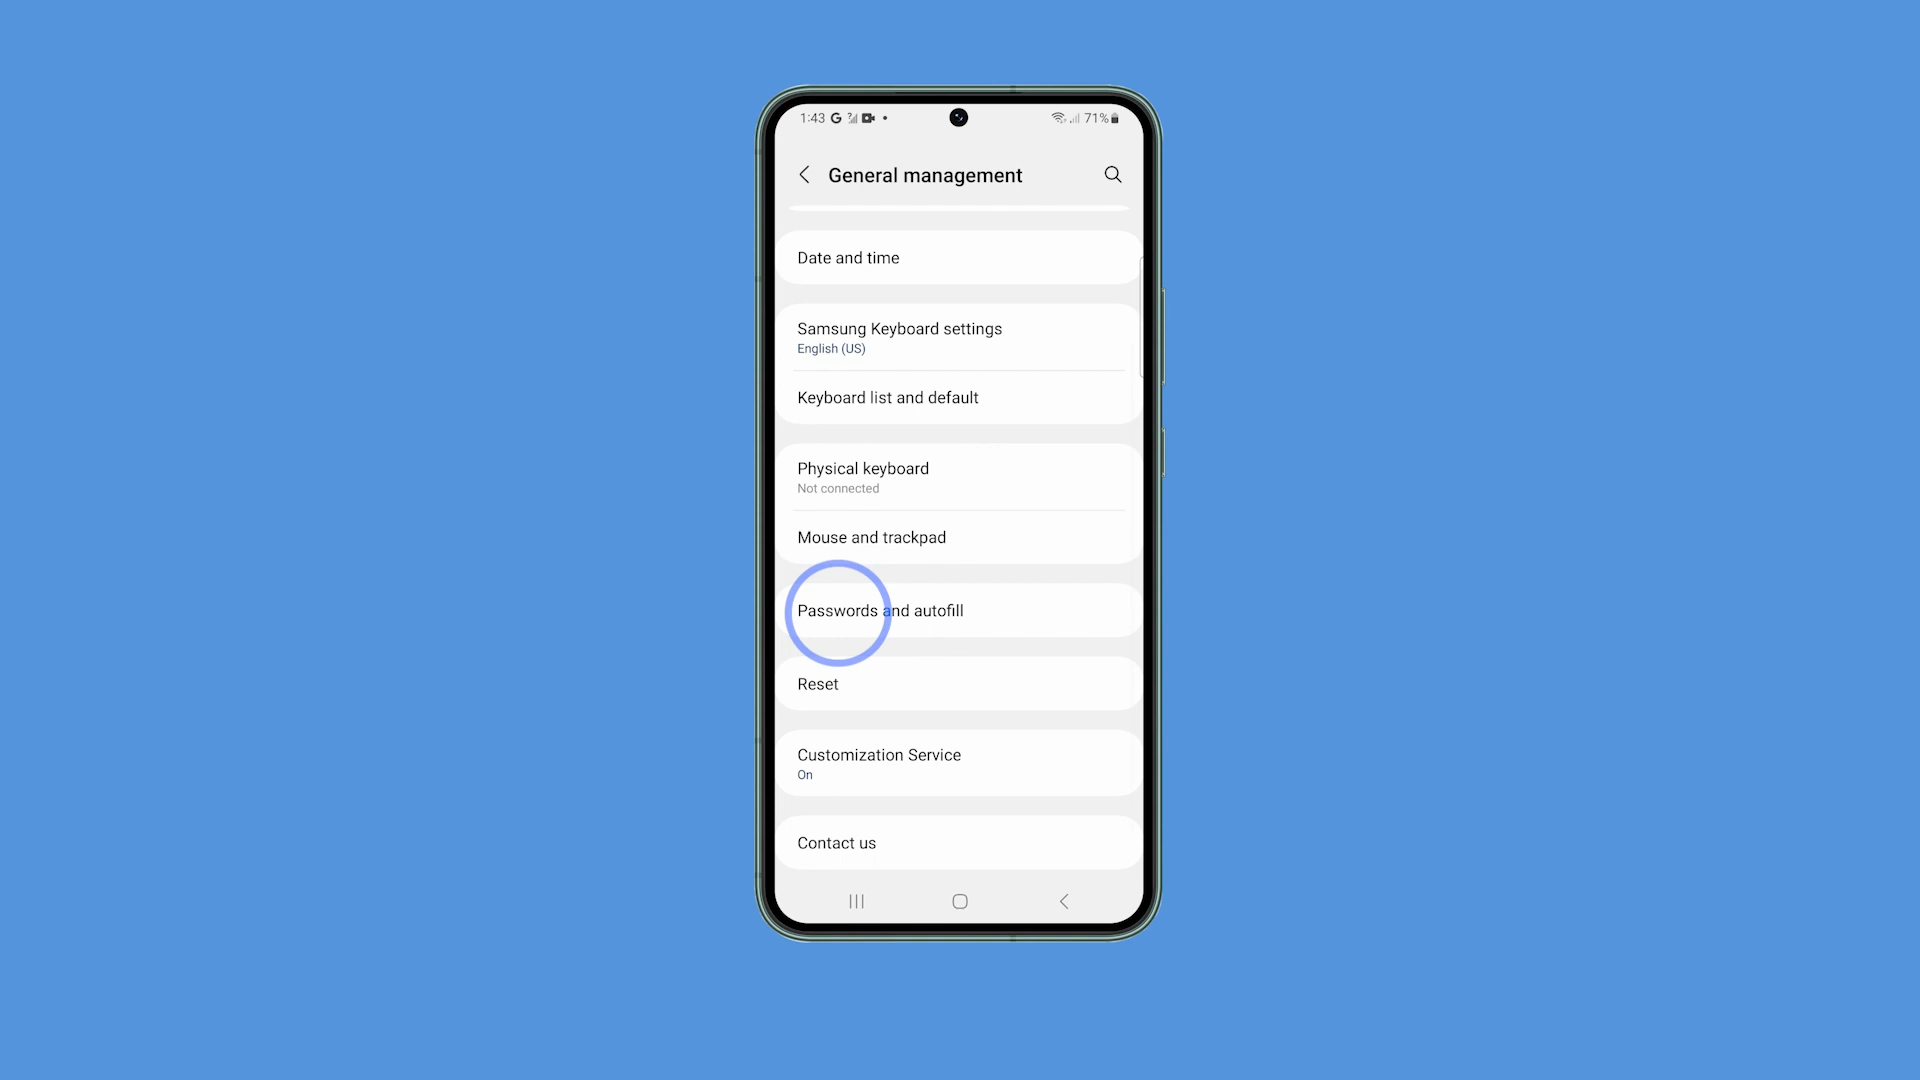 1:43 G 71%
General management
Date and time
Samsung Keyboard settings
English (US)
Keyboard list and default
Physical keyboard
Not connected
Mouse and trackpad
Passwords and autofill
Reset
Customization Service
On
Contact us